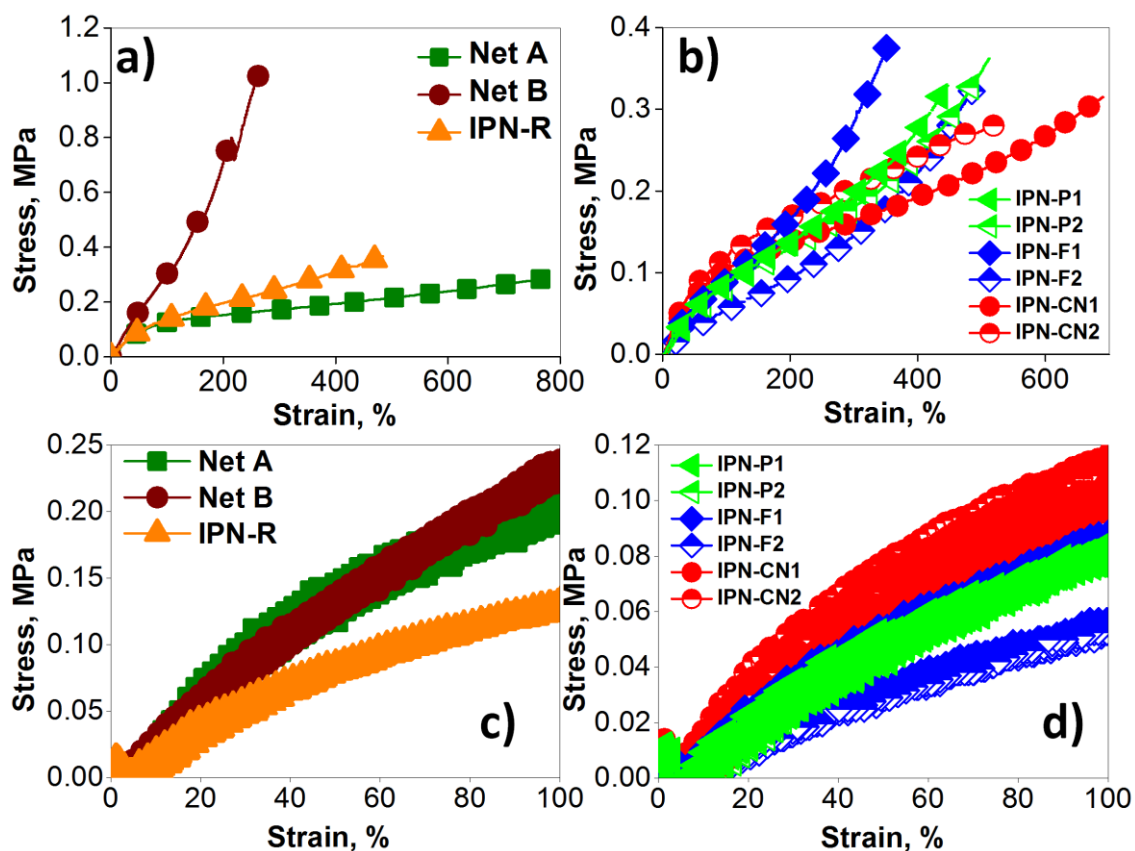 a)
Net A
Net B
IPN-R
Stress, MPa
1.2
1.0
0.8
0.6
0.4
0.2
0.0
0 200 400 600 800
Strain, %
b)
IPN-P1
IPN-P2
IPN-F1
IPN-F2
IPN-CN1
IPN-CN2
Stress, MPa
0.4
0.3
0.2
0.1
0.0
0 200 400 600
Strain, %
Net A
Net B
IPN-R
c)
Stress, MPa
0.25
0.20
0.15
0.10
0.05
0.00
0 20 40 60 80 100
Strain, %
IPN-P1
IPN-P2
IPN-F1
IPN-F2
IPN-CN1
IPN-CN2
d)
Stress, MPa
0.12
0.10
0.08
0.06
0.04
0.02
0.00
0 20 40 60 80 100
Strain, %